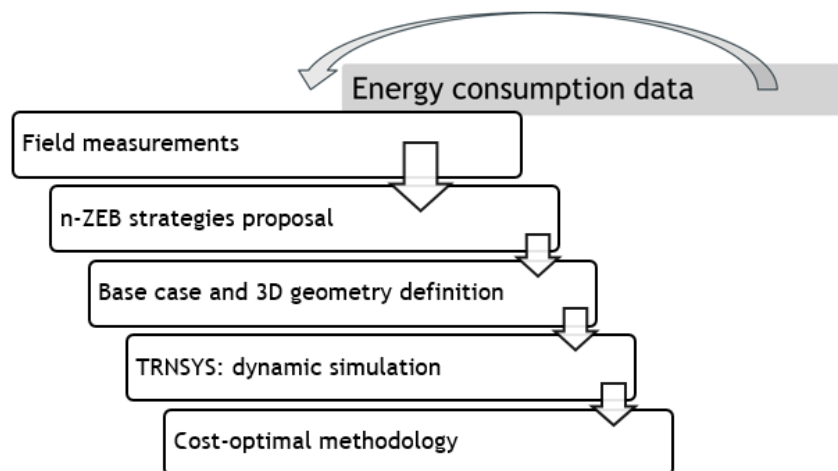 Energy consumption data
Field measurements
n-ZEB strategies proposal
Base case and 3D geometry definition
TRNSYS: dynamic simulation
Cost-optimal methodology